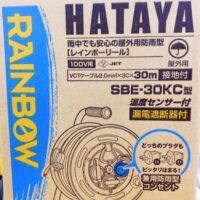 RAINBOW
HATAYA
雨中でも安心の屋外用防雨型
[レインボーリール]
屋外用
100V用
JET
VCTケーブル2.0mm²×3C×30m 接地付
SBE-30KC型
温度センサー付
漏電遮断器付
どっちのプラグも
ピッタリはまる!
兼用防雨型
コンセント